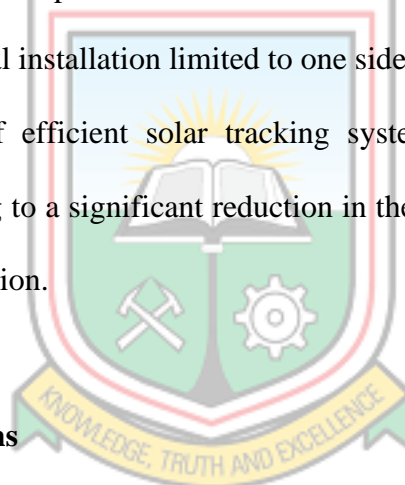 al installation limited to one side
f efficient solar tracking syste
g to a significant reduction in the
ion.
ns
KNOWLEDGE, TRUTH AND EXCELLENCE